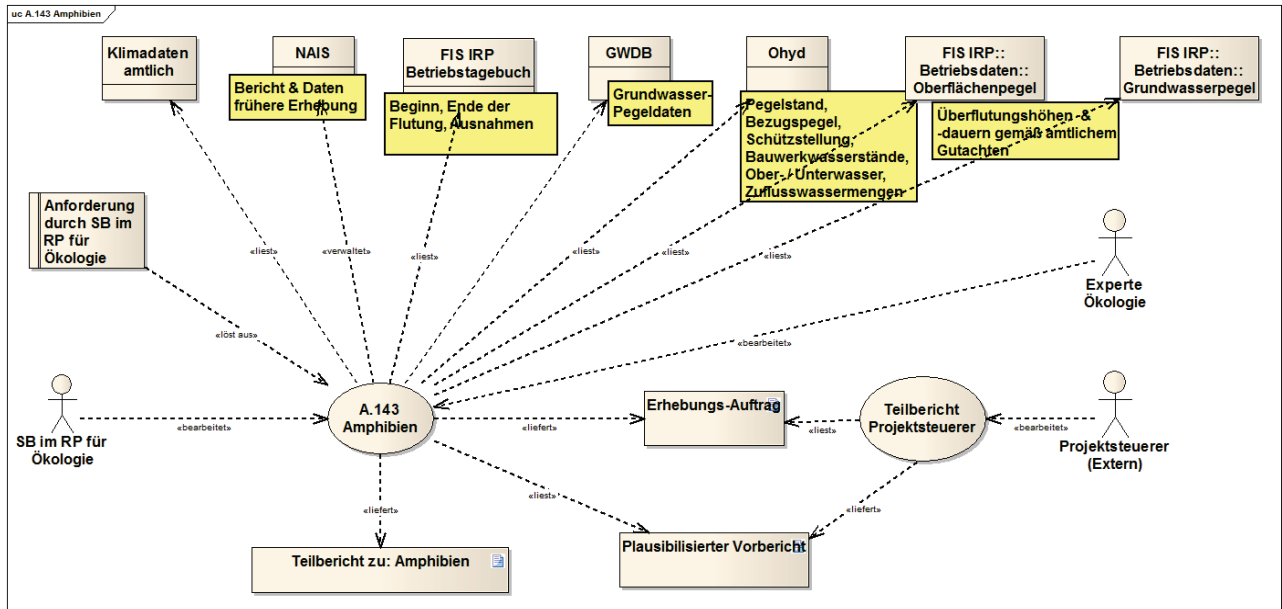 uc A.143 Amphibien
Klimadaten
amtlich
NAIS
Bericht & Daten
frühere Erhebung
FIS IRP
Betriebstagebuch
Beginn, Ende der
Flutung, Ausnahmen
GWDB
Grundwasser-
Pegeldaten
Ohyd
Pegelstand,
Bezugspegel,
Schützstellung,
Bauwerkwasserstände,
Ober- / Unterwasser,
Zuflusswassermengen
FIS IRP::
Betriebsdaten::
Oberflächenpegel
FIS IRP::
Betriebsdaten::
Grundwasserpegel
Überflutungshöhen -&
-dauern gemäß amtlichem
Gutachten
Anforderung
durch SB im
RP für
Ökologie
«liest»
«verwaltet»
«liest»
«liest»
«liest»
«liest»
Experte
Ökologie
«löst aus»
«bearbeitet»
SB im RP für
Ökologie
«bearbeitet»
A.143
Amphibien
«liefert»
Erhebungs-Auftrag
«liest»
Teilbericht
Projektsteuerer
«bearbeitet»
Projektsteuerer
(Extern)
«liest»
«liefert»
«liefert»
Teilbericht zu: Amphibien
Plausibilisierter Vorbericht